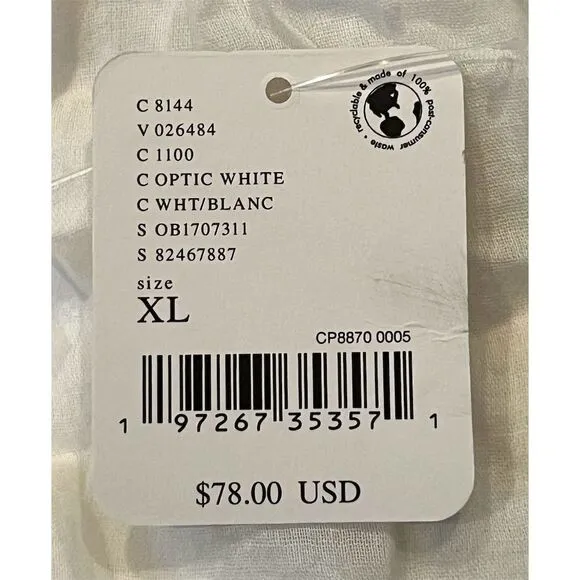 recyclable & made of 100% post-consumer waste •
C 8144
V 026484
C 1100
C OPTIC WHITE
C WHT/BLANC
S OB1707311
S 82467887
size
XL
CP8870 0005
1 97267 35357 1
$78.00 USD